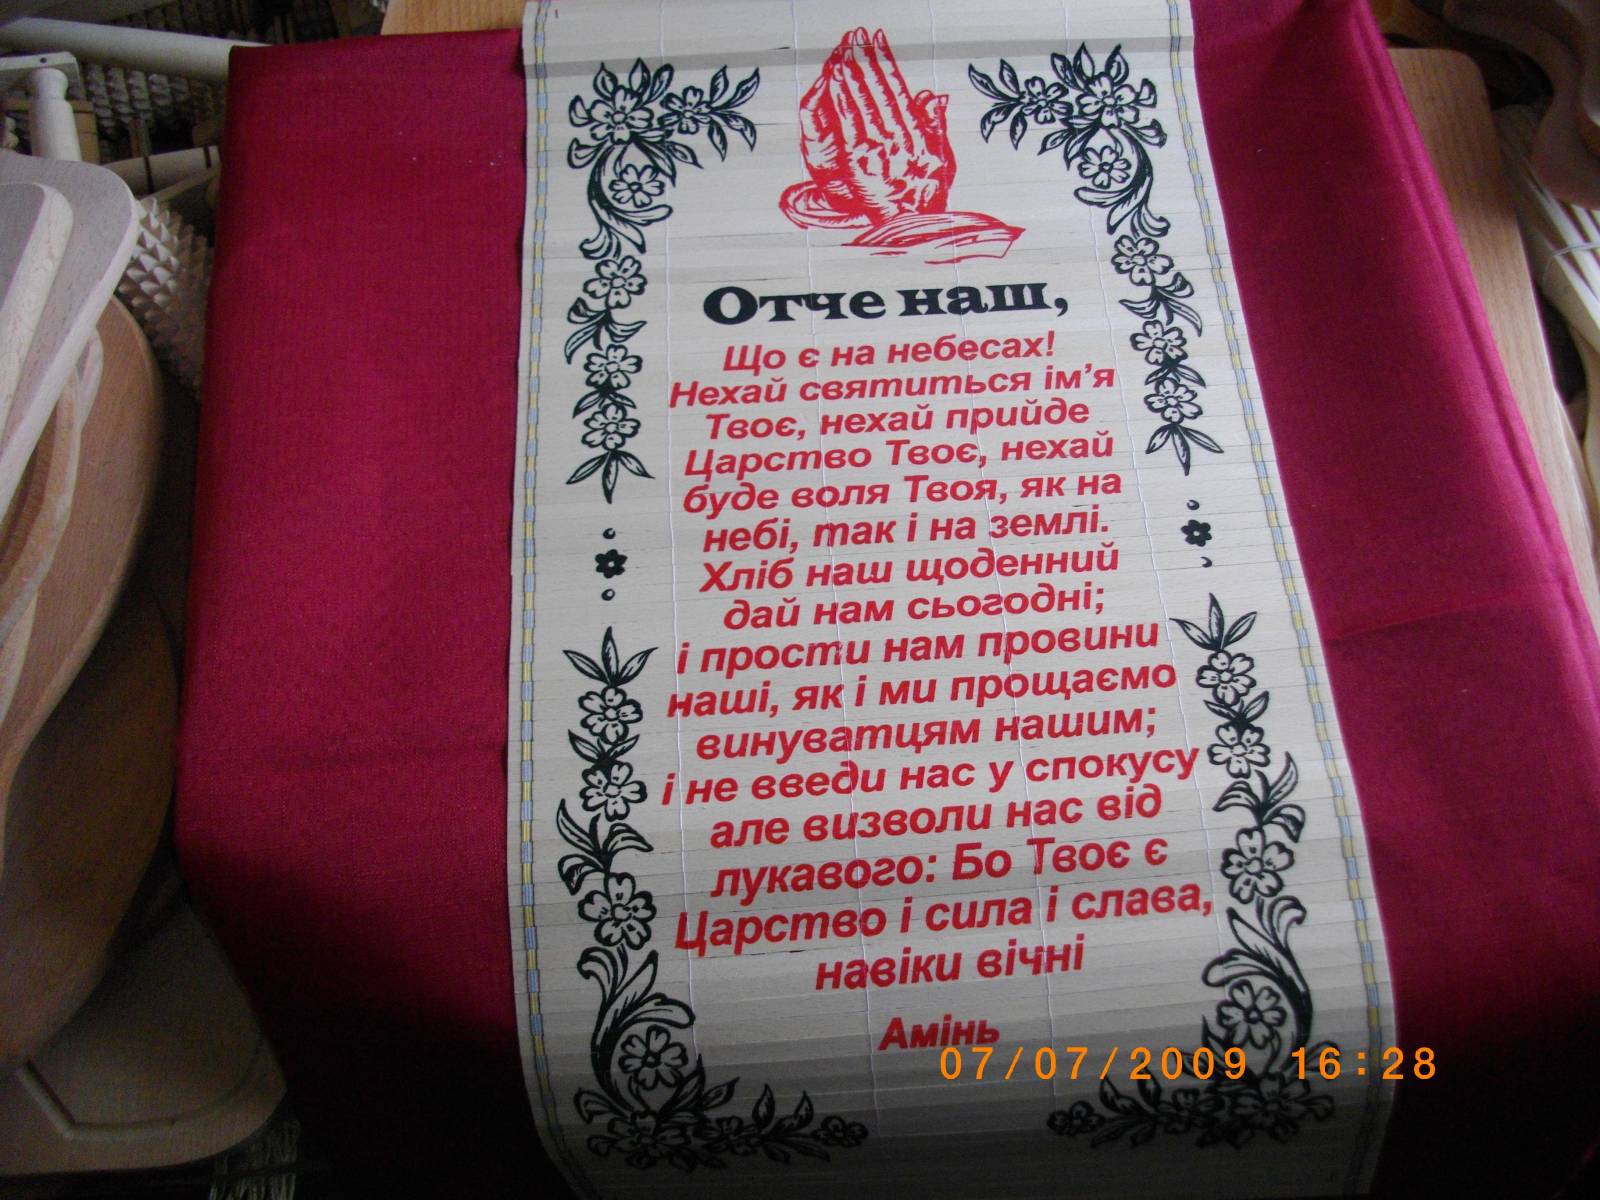 Отче наш,
Що є на небесах!
Нехай святиться ім’я
Твоє, нехай прийде
Царство Твоє, нехай
буде воля Твоя, як на
небі, так і на землі.
Хліб наш щоденний
дай нам сьогодні;
і прости нам провини
наші, як і ми прощаємо
винуватцям нашим;
і не введи нас у спокусу
але визволи нас від
лукавого: Бо Твоє є
Царство і сила і слава,
навіки вічні
Амінь
07/07/2009 16:28